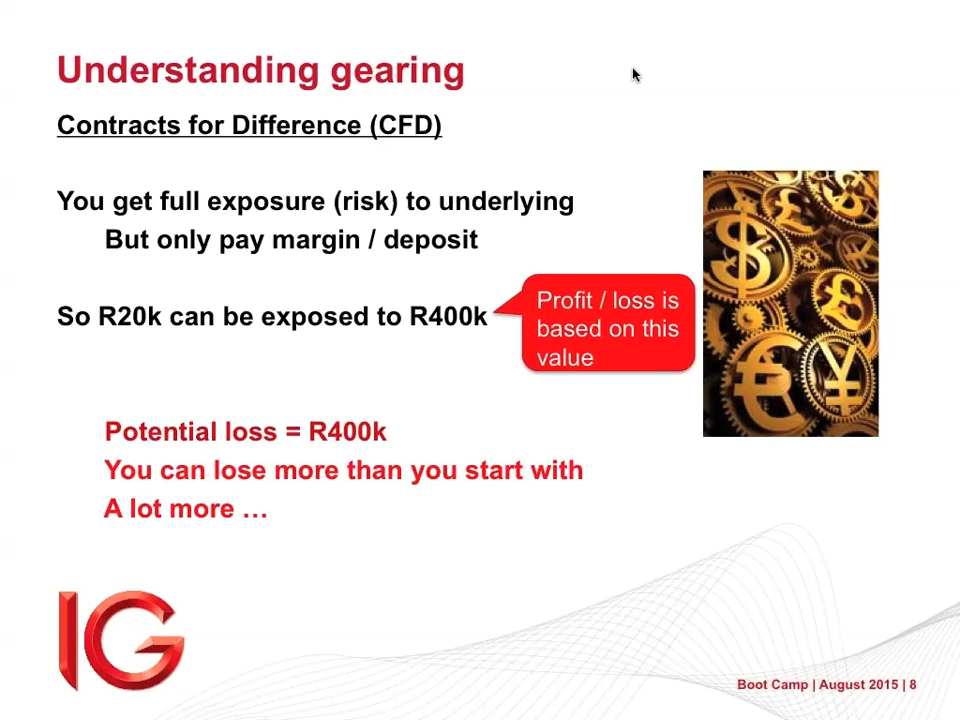 Understanding gearing
Contracts for Difference (CFD)
You get full exposure (risk) to underlying
But only pay margin / deposit
So R20k can be exposed to R400k
Profit / loss is
based on this
value
Potential loss = R400k
You can lose more than you start with
A lot more …
IG
Boot Camp | August 2015 | 8